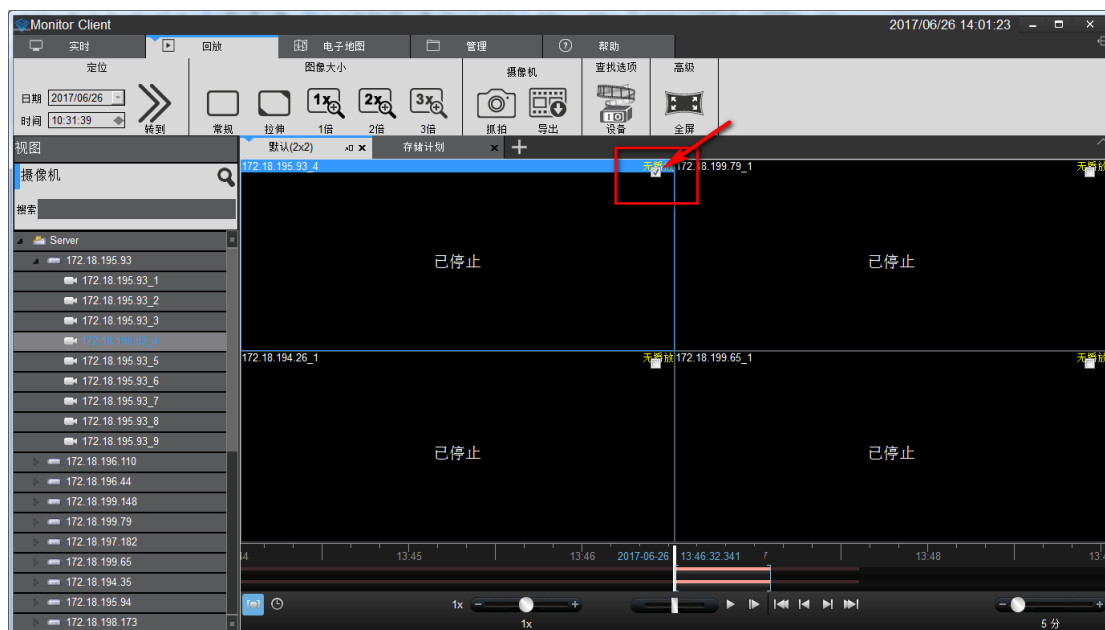 Monitor Client 2017/06/26 14:01:23
实时 回放 电子地图 管理 帮助
定位 图像大小 摄像机 查找选项 高级
日期 2017/06/26
时间 10:31:39
转到 常规 拉伸 1倍 2倍 3倍 抓拍 导出 设备 全屏
1x 2x 3x
视图 默认(2x2) 存储计划
摄像机
搜索
172.18.195.93_4 172.18.199.79_1
已停止 已停止
172.18.194.26_1 172.18.199.65_1
已停止 已停止
Server
172.18.195.93
172.18.195.93_1
172.18.195.93_2
172.18.195.93_3
172.18.195.93_4
172.18.195.93_5
172.18.195.93_6
172.18.195.93_7
172.18.195.93_8
172.18.195.93_9
172.18.196.110
172.18.196.44
172.18.199.148
172.18.199.79
172.18.197.182
172.18.199.65
172.18.194.35
172.18.195.94
172.18.198.173
13:45 13:46 2017-06-26 13:46:32.341 13:48
1x
1x 5 分